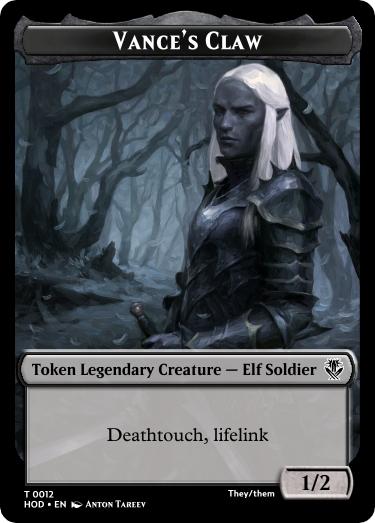 Vance's Claw
Token Legendary Creature — Elf Soldier
Deathtouch, lifelink
1/2
T 0012
HOD • EN Anton Tareev
They/them